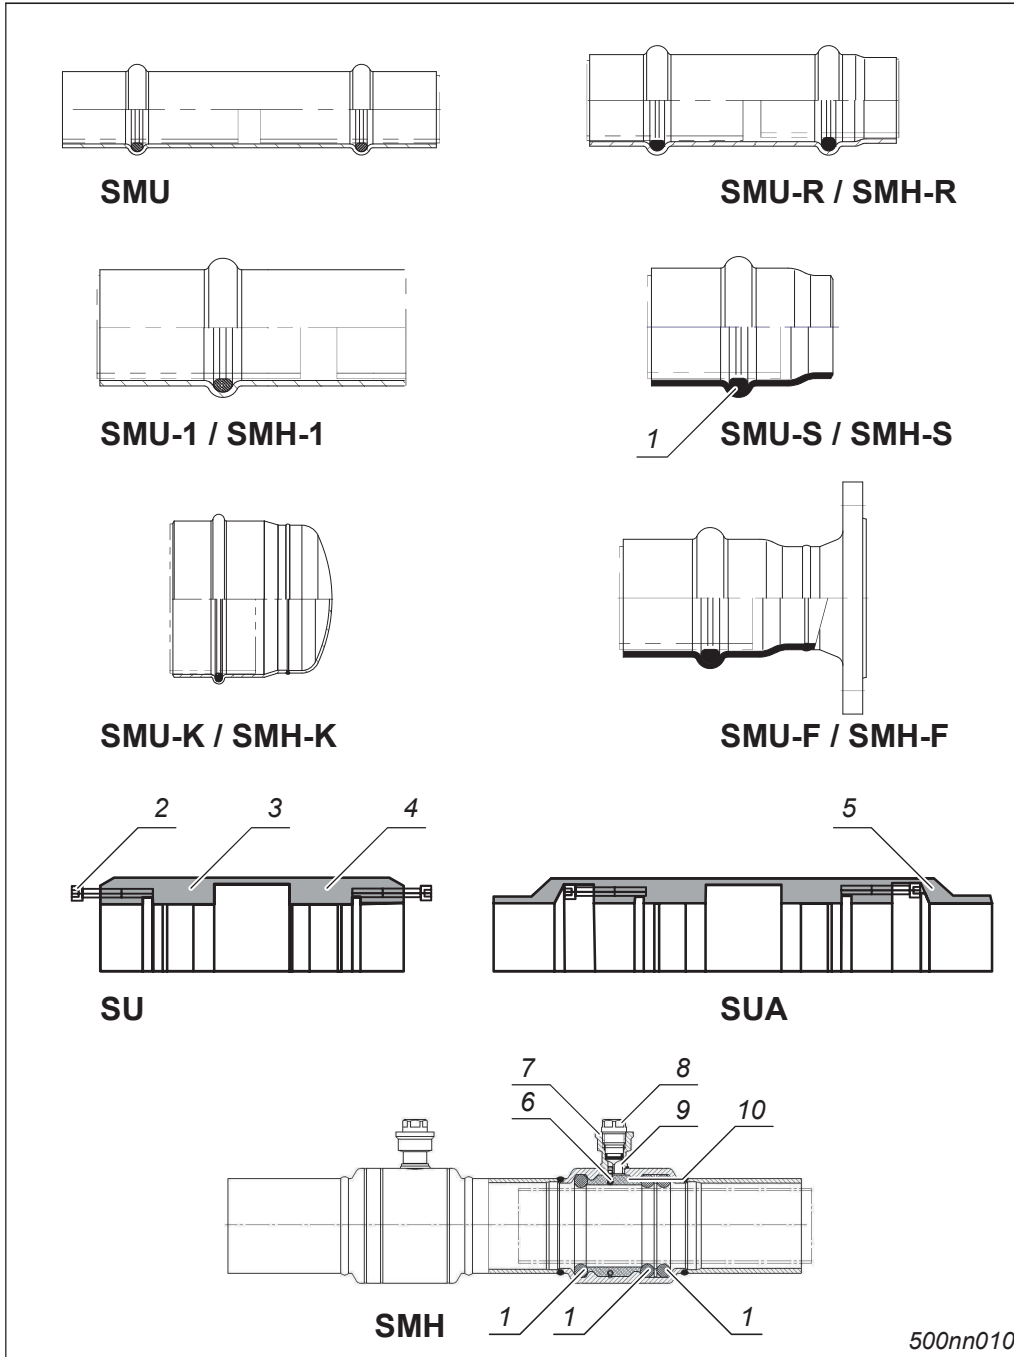 SMU
SMU-R / SMH-R
SMU-1 / SMH-1
1
SMU-S / SMH-S
SMU-K / SMH-K
SMU-F / SMH-F
2 3 4 5
SU
SUA
7 8
6 9 10
SMH
1 1 1
500nn010